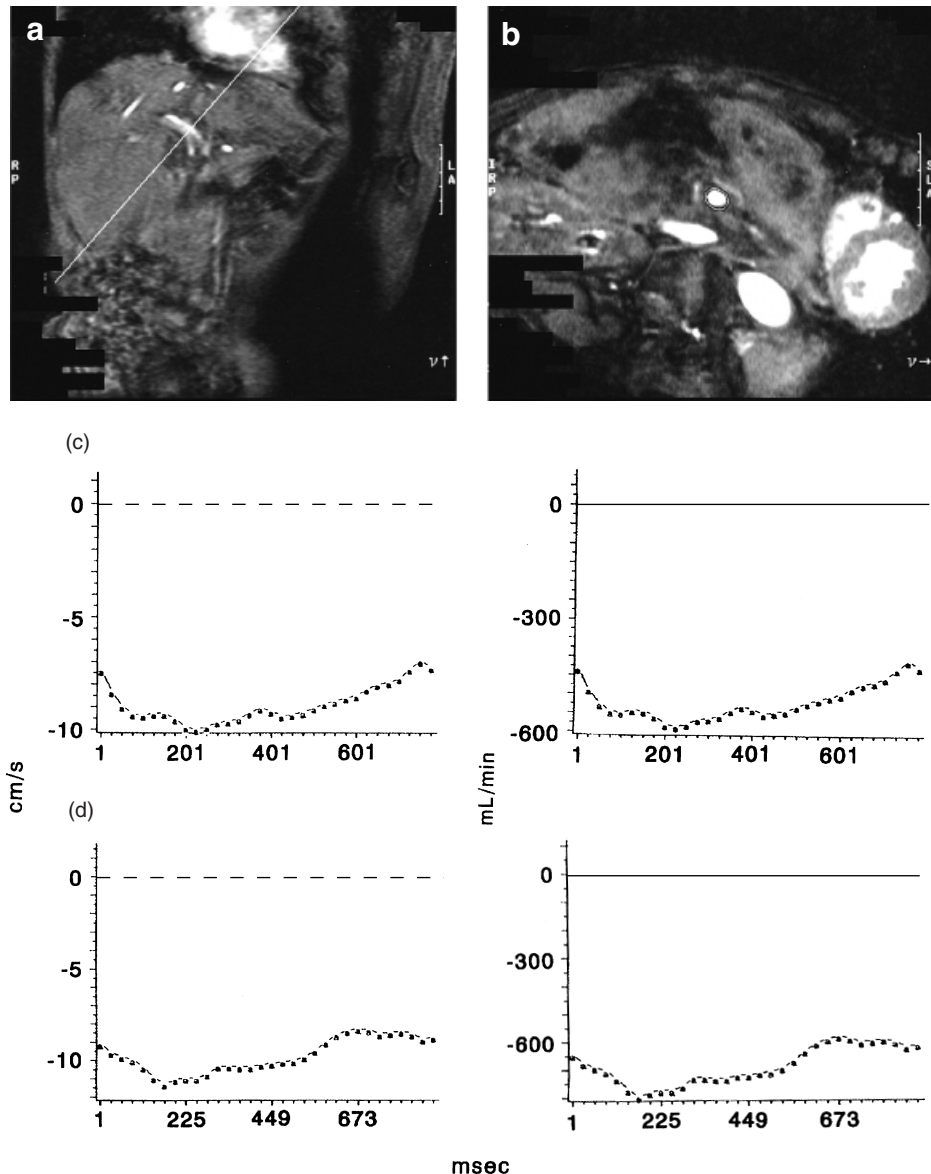 a
R
P
L
A
ν↑
b
I
R
P
S
L
A
ν→
(c)
0
-5
-10
1 201 401 601
cm/s
0
-300
-600
1 201 401 601
mL/min
(d)
0
-5
-10
1 225 449 673
0
-300
-600
1 225 449 673
msec